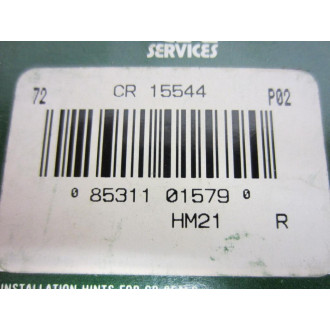 SERVICES
72 CR 15544 P02
0 85311 01579 0
HM21 R
INSTALLATION HINTS FOR CR SEALS